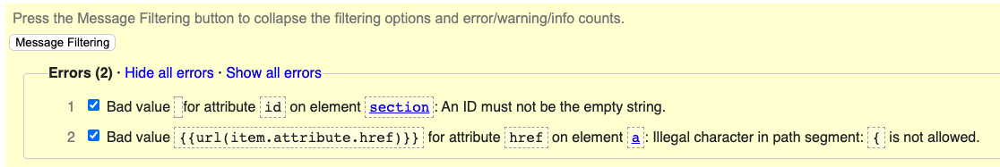 Press the Message Filtering button to collapse the filtering options and error/warning/info counts.
Message Filtering
Errors (2) · Hide all errors · Show all errors
1 Bad value for attribute id on element section: An ID must not be the empty string.
2 Bad value {{url(item.attribute.href)}} for attribute href on element a: Illegal character in path segment: { is not allowed.